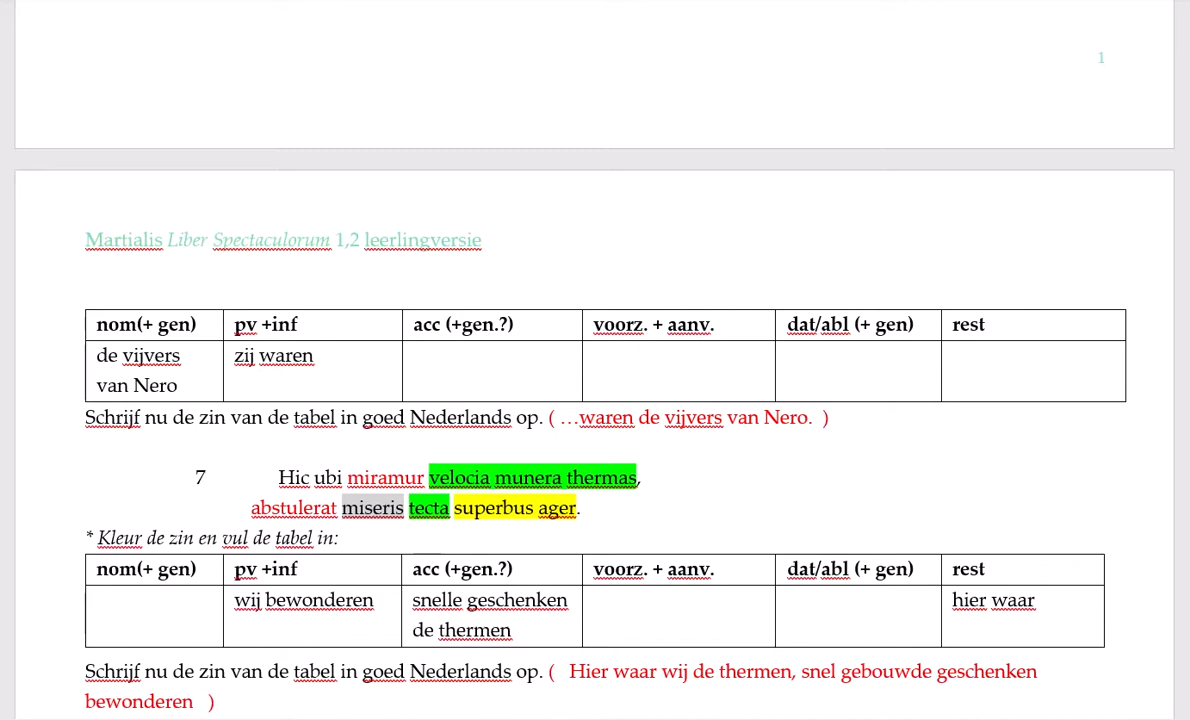 1
Martialis Liber Spectaculorum 1,2 leerlingversie
nom(+ gen) pv +inf acc (+gen.?) voorz. + aanv. dat/abl (+ gen) rest
de vijvers zij waren
van Nero
Schrijf nu de zin van de tabel in goed Nederlands op. ( …waren de vijvers van Nero. )
7 Hic ubi miramur velocia munera thermas,
abstulerat miseris tecta superbus ager.
* Kleur de zin en vul de tabel in:
nom(+ gen) pv +inf acc (+gen.?) voorz. + aanv. dat/abl (+ gen) rest
wij bewonderen snelle geschenken hier waar
de thermen
Schrijf nu de zin van de tabel in goed Nederlands op. ( Hier waar wij de thermen, snel gebouwde geschenken
bewonderen )